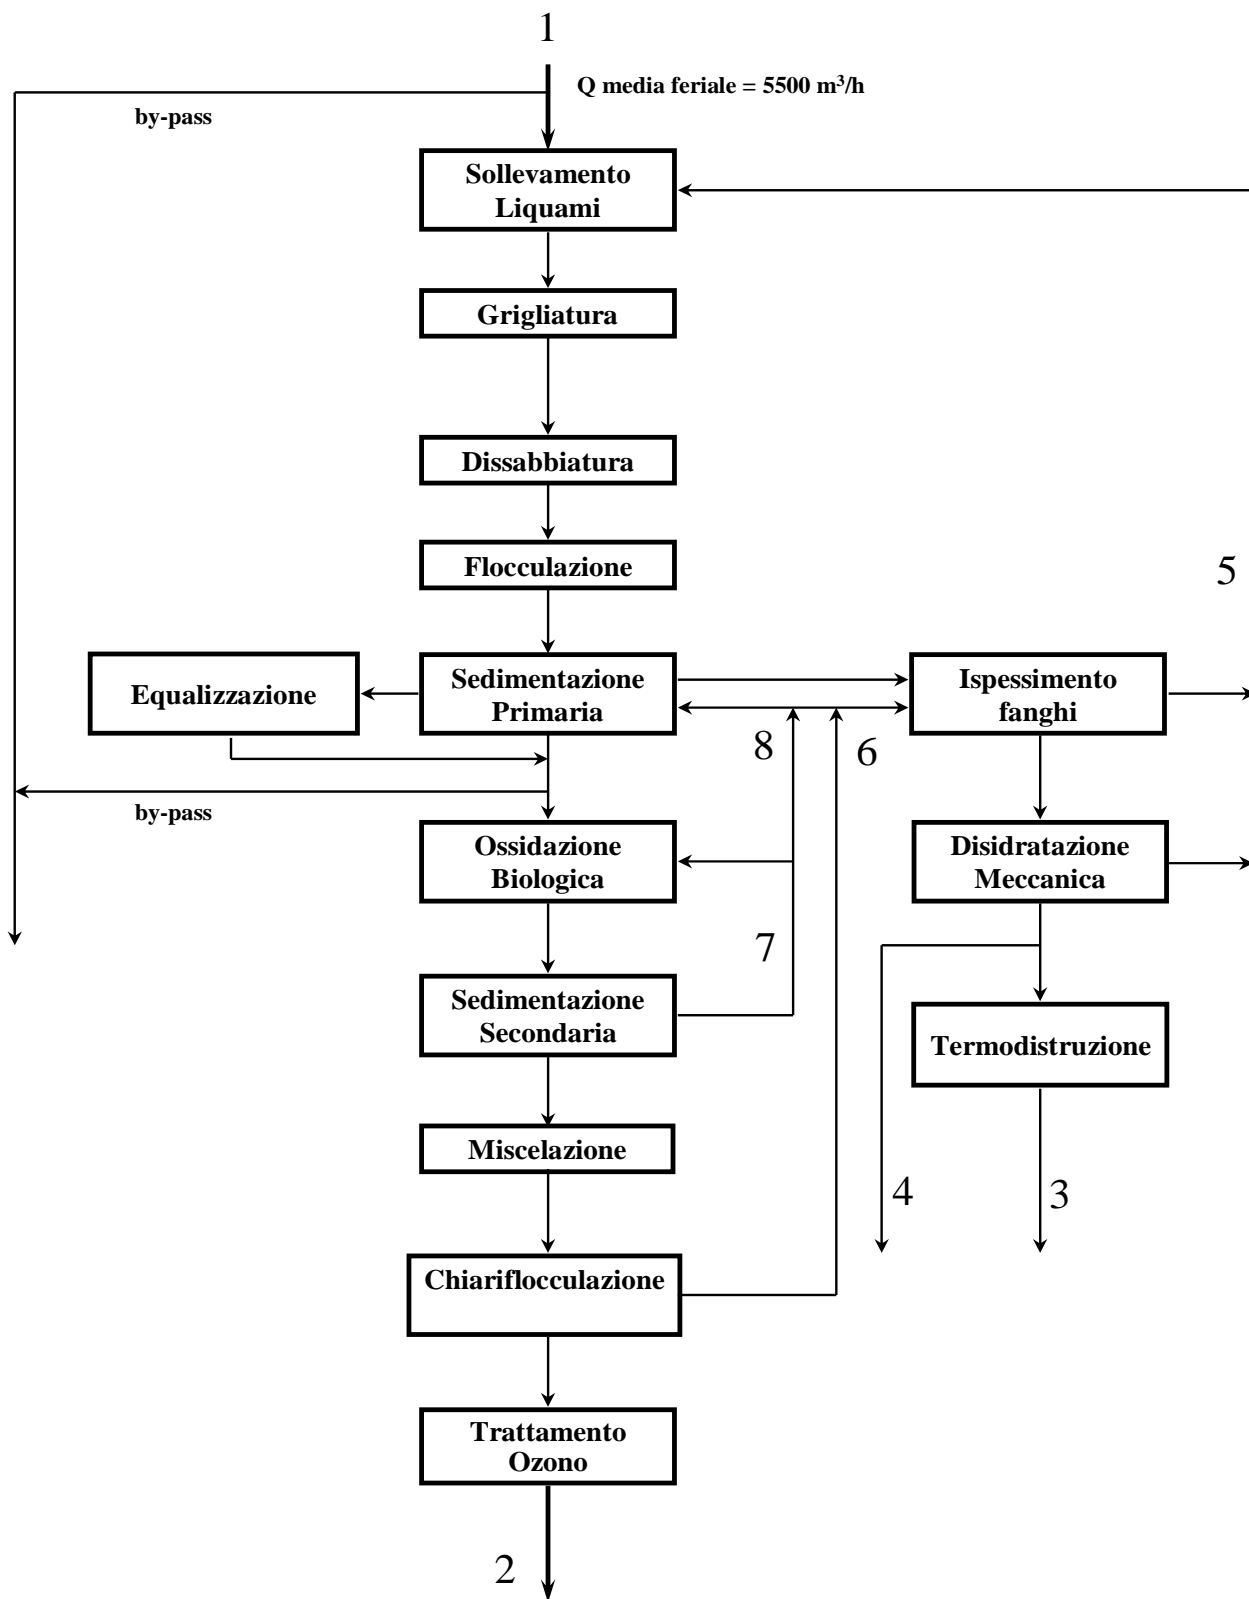 1
Q media feriale = 5500 m³/h
by-pass
Sollevamento
Liquami
Grigliatura
Dissabbiatura
Flocculazione
5
Equalizzazione
Sedimentazione
Primaria
Ispessimento
fanghi
8
6
by-pass
Ossidazione
Biologica
Disidratazione
Meccanica
7
Sedimentazione
Secondaria
Termodistruzione
Miscelazione
4
3
Chiariflocculazione
Trattamento
Ozono
2